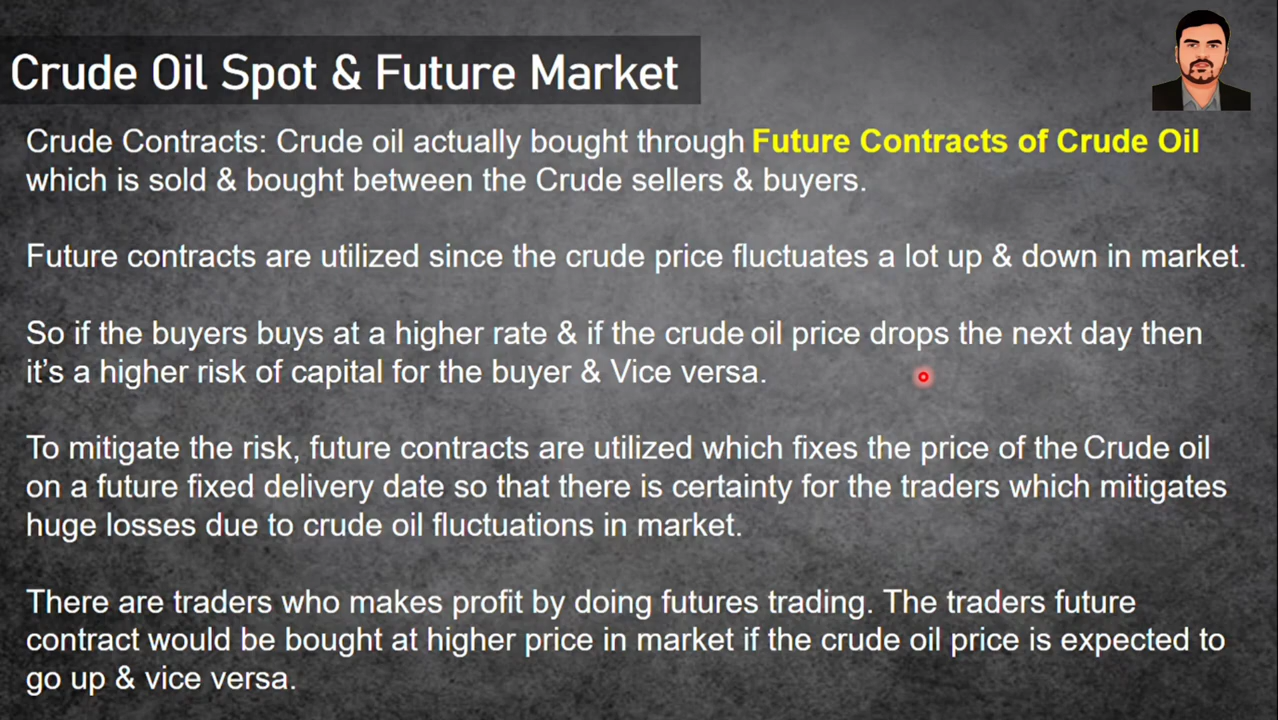 Crude Oil Spot & Future Market
Crude Contracts: Crude oil actually bought through Future Contracts of Crude Oil
which is sold & bought between the Crude sellers & buyers.
Future contracts are utilized since the crude price fluctuates a lot up & down in market.
So if the buyers buys at a higher rate & if the crude oil price drops the next day then
it’s a higher risk of capital for the buyer & Vice versa.
To mitigate the risk, future contracts are utilized which fixes the price of the Crude oil
on a future fixed delivery date so that there is certainty for the traders which mitigates
huge losses due to crude oil fluctuations in market.
There are traders who makes profit by doing futures trading. The traders future
contract would be bought at higher price in market if the crude oil price is expected to
go up & vice versa.